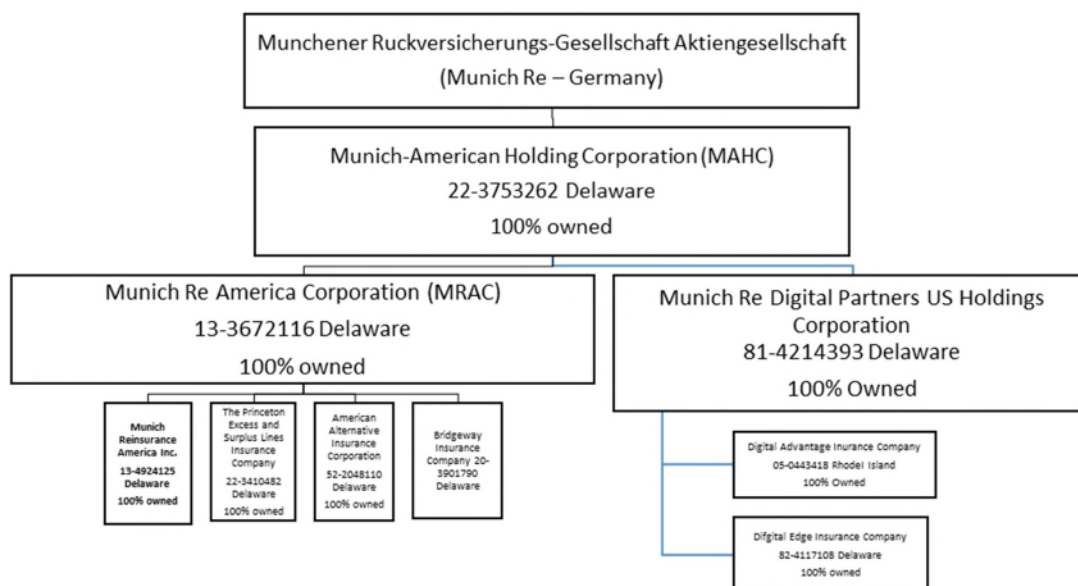 Munchener Ruckversicherungs-Gesellschaft Aktiengesellschaft
(Munich Re – Germany)
Munich-American Holding Corporation (MAHC)
22-3753262 Delaware
100% owned
Munich Re America Corporation (MRAC)
13-3672116 Delaware
100% owned
Munich Re Digital Partners US Holdings
Corporation
81-4214393 Delaware
100% Owned
Munich
Reinsurance
America Inc.
13-4924125
Delaware
100% owned
The Princeton
Excess and
Surplus Lines
Insurance
Company
22-3410482
Delaware
100% owned
American
Alternative
Insurance
Corporation
52-2048110
Delaware
100% owned
Bridgeway
Insurance
Company 20-
3901790
Delaware
Digital Advantage Inurance Company
05-0443418 Rhodel Island
100% Owned
Difgital Edge Insurance Company
82-4117108 Delaware
100% owned